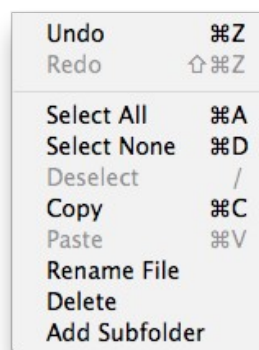 Undo ⌘Z
Redo ⇧⌘Z
Select All ⌘A
Select None ⌘D
Deselect /
Copy ⌘C
Paste ⌘V
Rename File
Delete
Add Subfolder